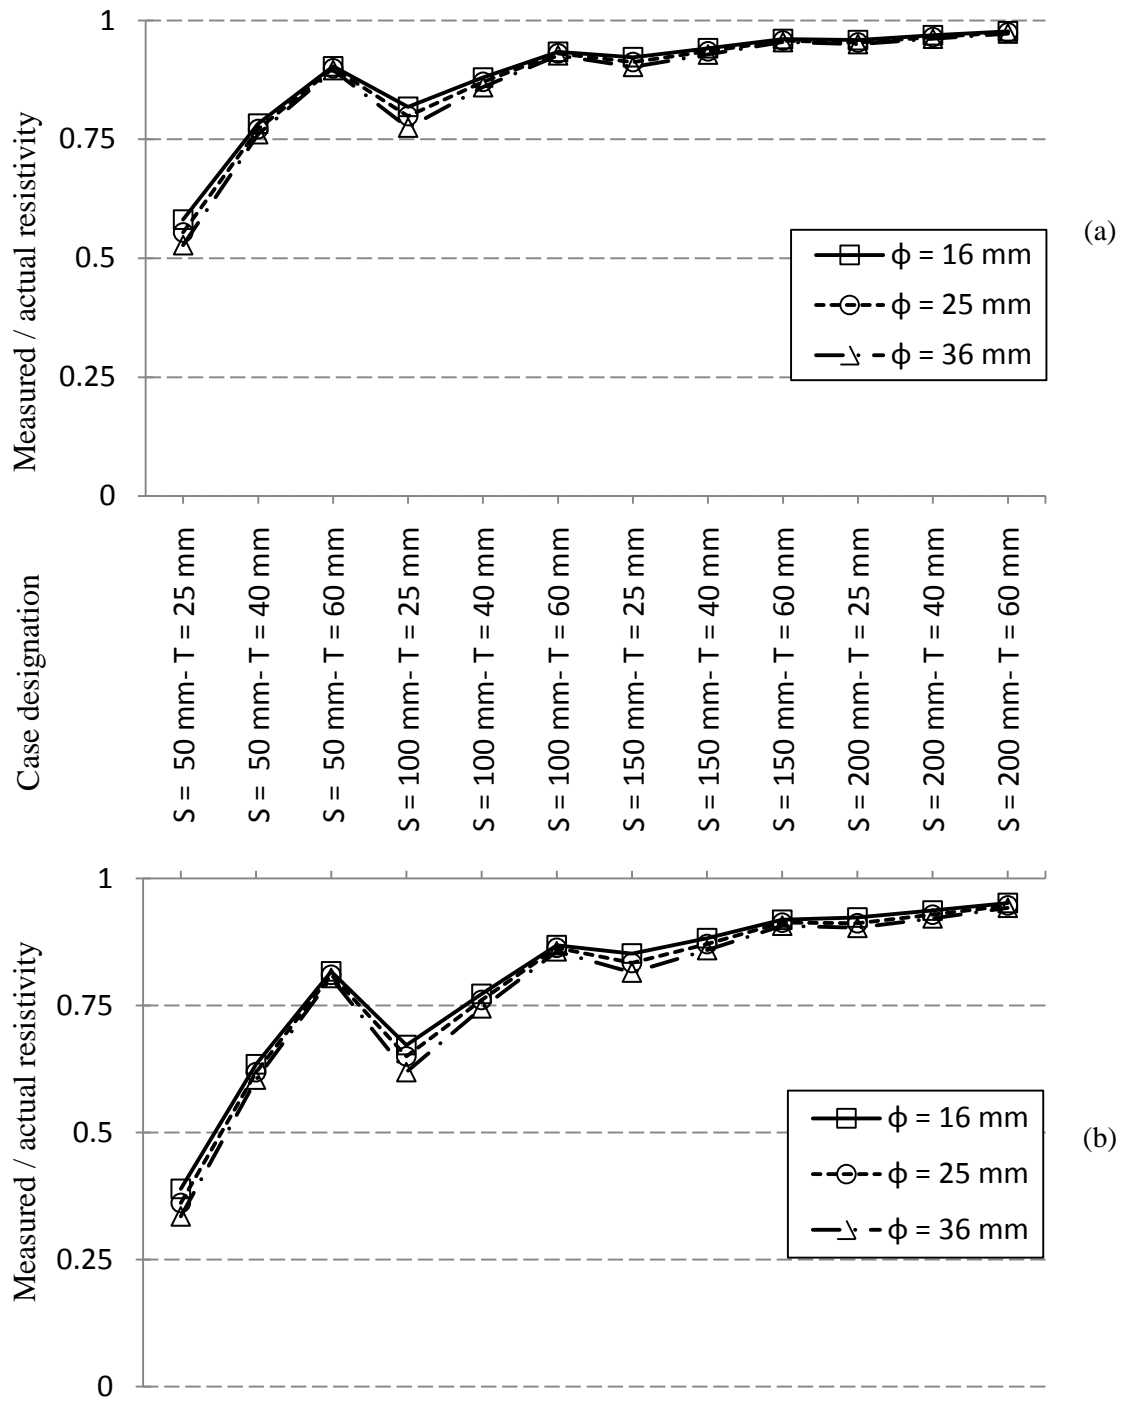 1
0.75
0.5
0.25
0
Measured / actual resistivity
(a)
ϕ = 16 mm
ϕ = 25 mm
ϕ = 36 mm
Case designation
S = 50 mm- T = 25 mm
S = 50 mm- T = 40 mm
S = 50 mm- T = 60 mm
S = 100 mm- T = 25 mm
S = 100 mm- T = 40 mm
S = 100 mm- T = 60 mm
S = 150 mm- T = 25 mm
S = 150 mm- T = 40 mm
S = 150 mm- T = 60 mm
S = 200 mm- T = 25 mm
S = 200 mm- T = 40 mm
S = 200 mm- T = 60 mm
1
0.75
0.5
0.25
0
Measured / actual resistivity
(b)
ϕ = 16 mm
ϕ = 25 mm
ϕ = 36 mm